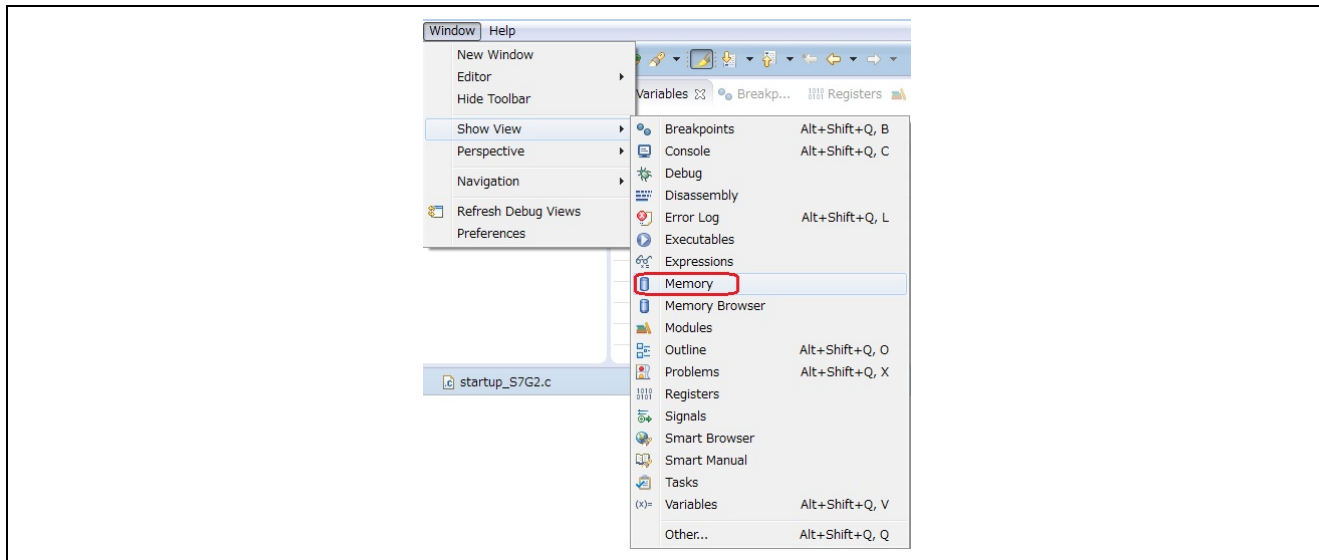 Window Help
New Window
Editor
Hide Toolbar
Show View
Perspective
Navigation
Refresh Debug Views
Preferences
Variables Breakp... Registers
Breakpoints Alt+Shift+Q, B
Console Alt+Shift+Q, C
Debug
Disassembly
Error Log Alt+Shift+Q, L
Executables
Expressions
Memory
Memory Browser
Modules
Outline Alt+Shift+Q, O
Problems Alt+Shift+Q, X
Registers
Signals
Smart Browser
Smart Manual
Tasks
(x)= Variables Alt+Shift+Q, V
Other... Alt+Shift+Q, Q
startup_S7G2.c